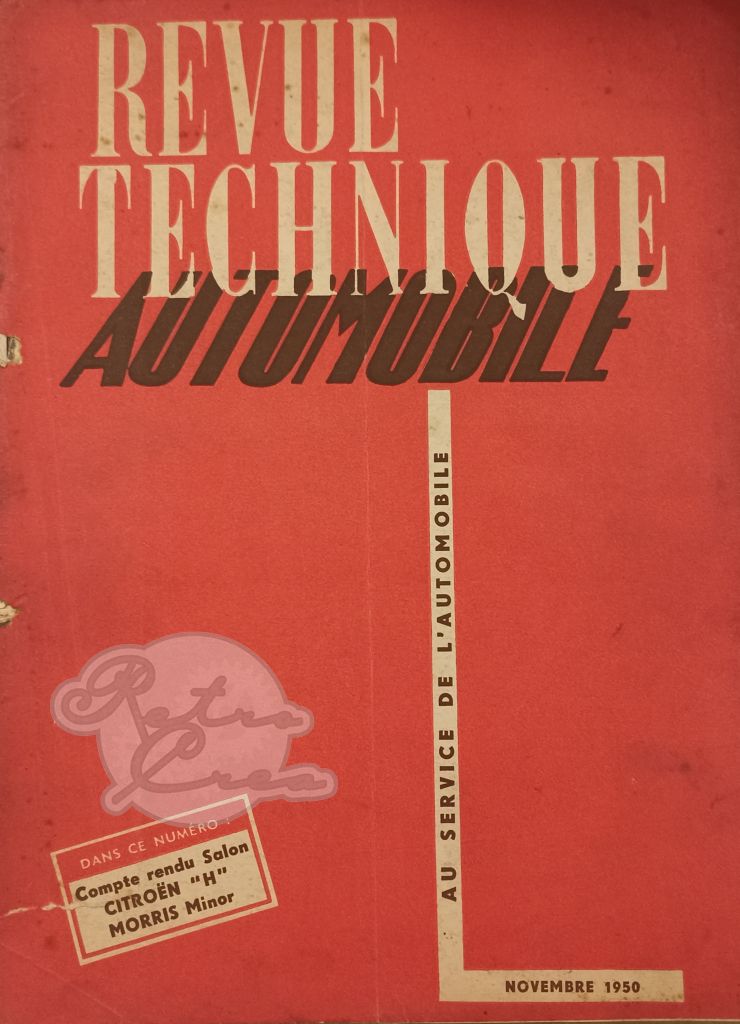 REVUE
TECHNIQUE
AUTOMOBILE
AU SERVICE DE L'AUTOMOBILE
Retro
Crea
DANS CE NUMÉRO :
Compte rendu Salon
CITROËN "H"
MORRIS Minor
NOVEMBRE 1950